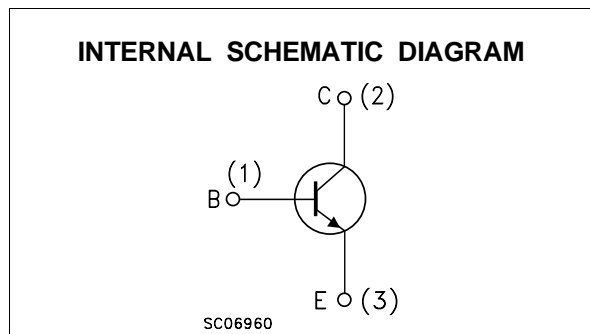 INTERNAL SCHEMATIC DIAGRAM
C (2)
(1)
B
E (3)
SC06960